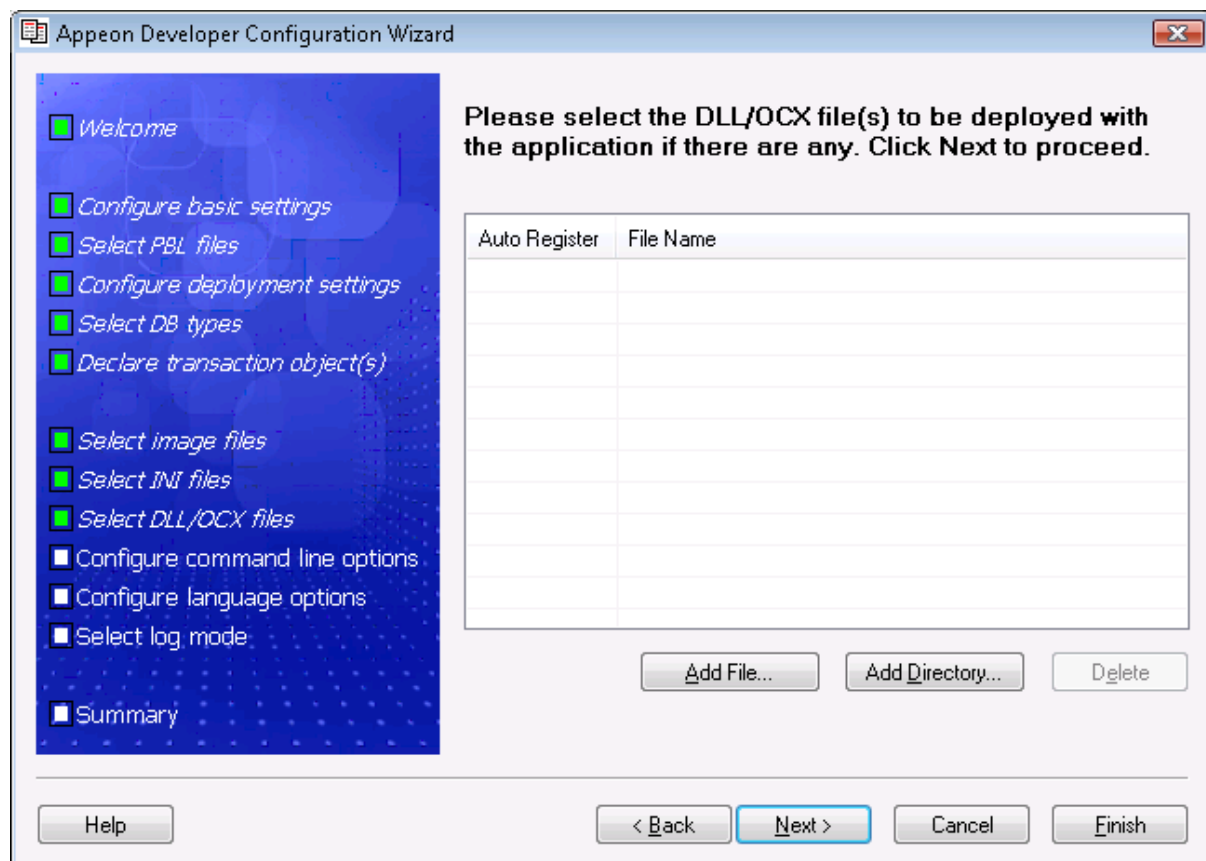 Appeon Developer Configuration Wizard
Welcome
Configure basic settings
Select PBL files
Configure deployment settings
Select DB types
Declare transaction object(s)
Select image files
Select INI files
Select DLL/OCX files
Configure command line options
Configure language options
Select log mode
Summary
Please select the DLL/OCX file(s) to be deployed with
the application if there are any. Click Next to proceed.
Auto Register File Name
Add File... Add Directory... Delete
Help < Back Next > Cancel Finish